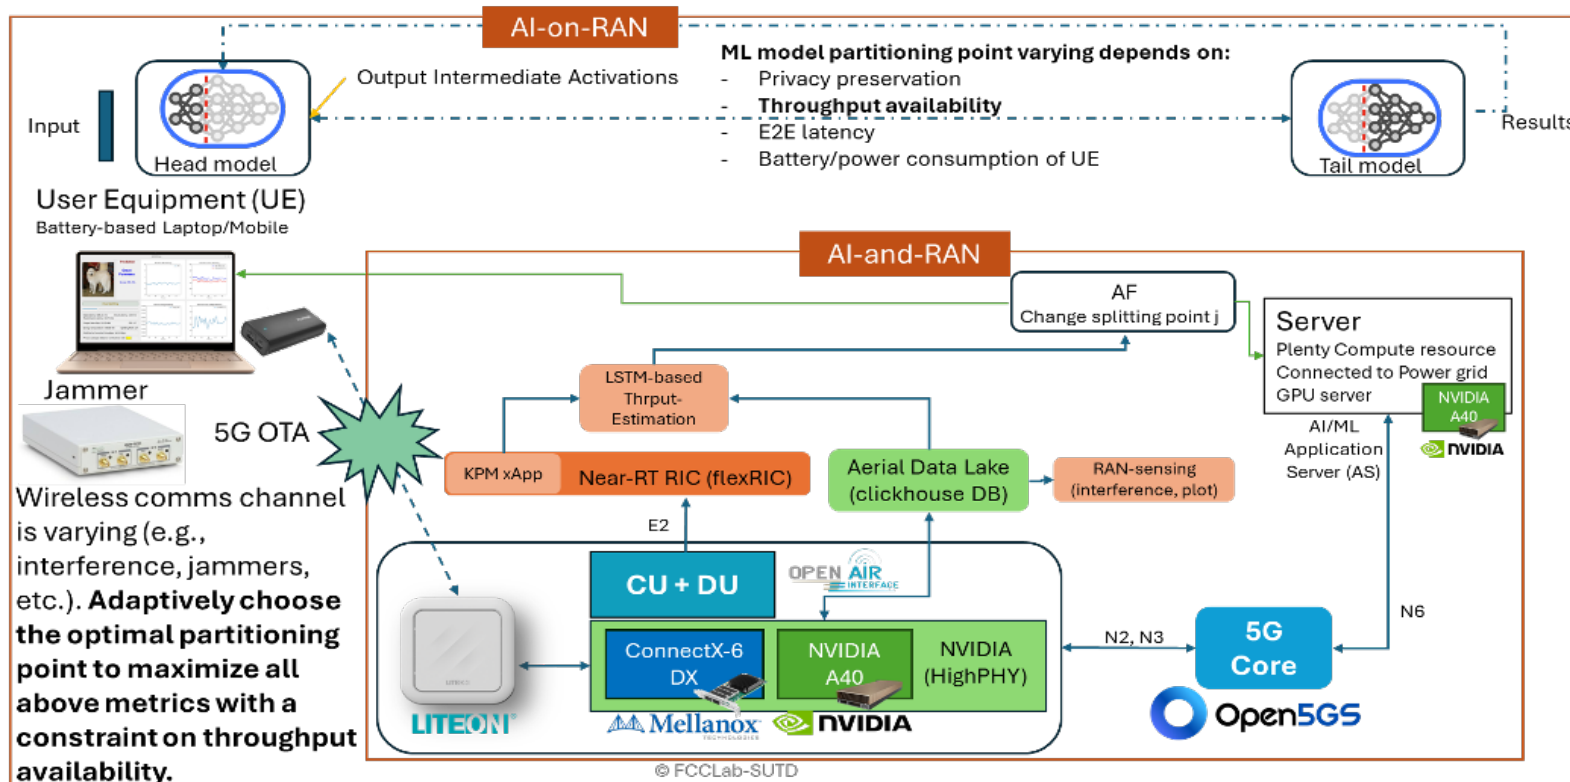 AI-on-RAN
ML model partitioning point varying depends on:
- Privacy preservation
- Throughput availability
- E2E latency
- Battery/power consumption of UE
Output Intermediate Activations
Input
Head model
Tail model
Results
User Equipment (UE)
Battery-based Laptop/Mobile
AI-and-RAN
AF
Change splitting point j
Server
Plenty Compute resource
Connected to Power grid
GPU server
NVIDIA
A40
NVIDIA
AI/ML
Application
Server (AS)
Jammer
5G OTA
LSTM-based
Thrput-
Estimation
KPM xApp
Near-RT RIC (flexRIC)
Aerial Data Lake
(clickhouse DB)
RAN-sensing
(interference, plot)
E2
Wireless comms channel
is varying (e.g.,
interference, jammers,
etc.). Adaptively choose
the optimal partitioning
point to maximize all
above metrics with a
constraint on throughput
availability.
CU + DU
OPEN AIR
INTERFACE
LITEON
LITEON®
ConnectX-6
DX
NVIDIA
A40
NVIDIA
(HighPHY)
Mellanox
TECHNOLOGIES
NVIDIA
N2, N3
5G
Core
N6
Open5GS
© FCCLab-SUTD